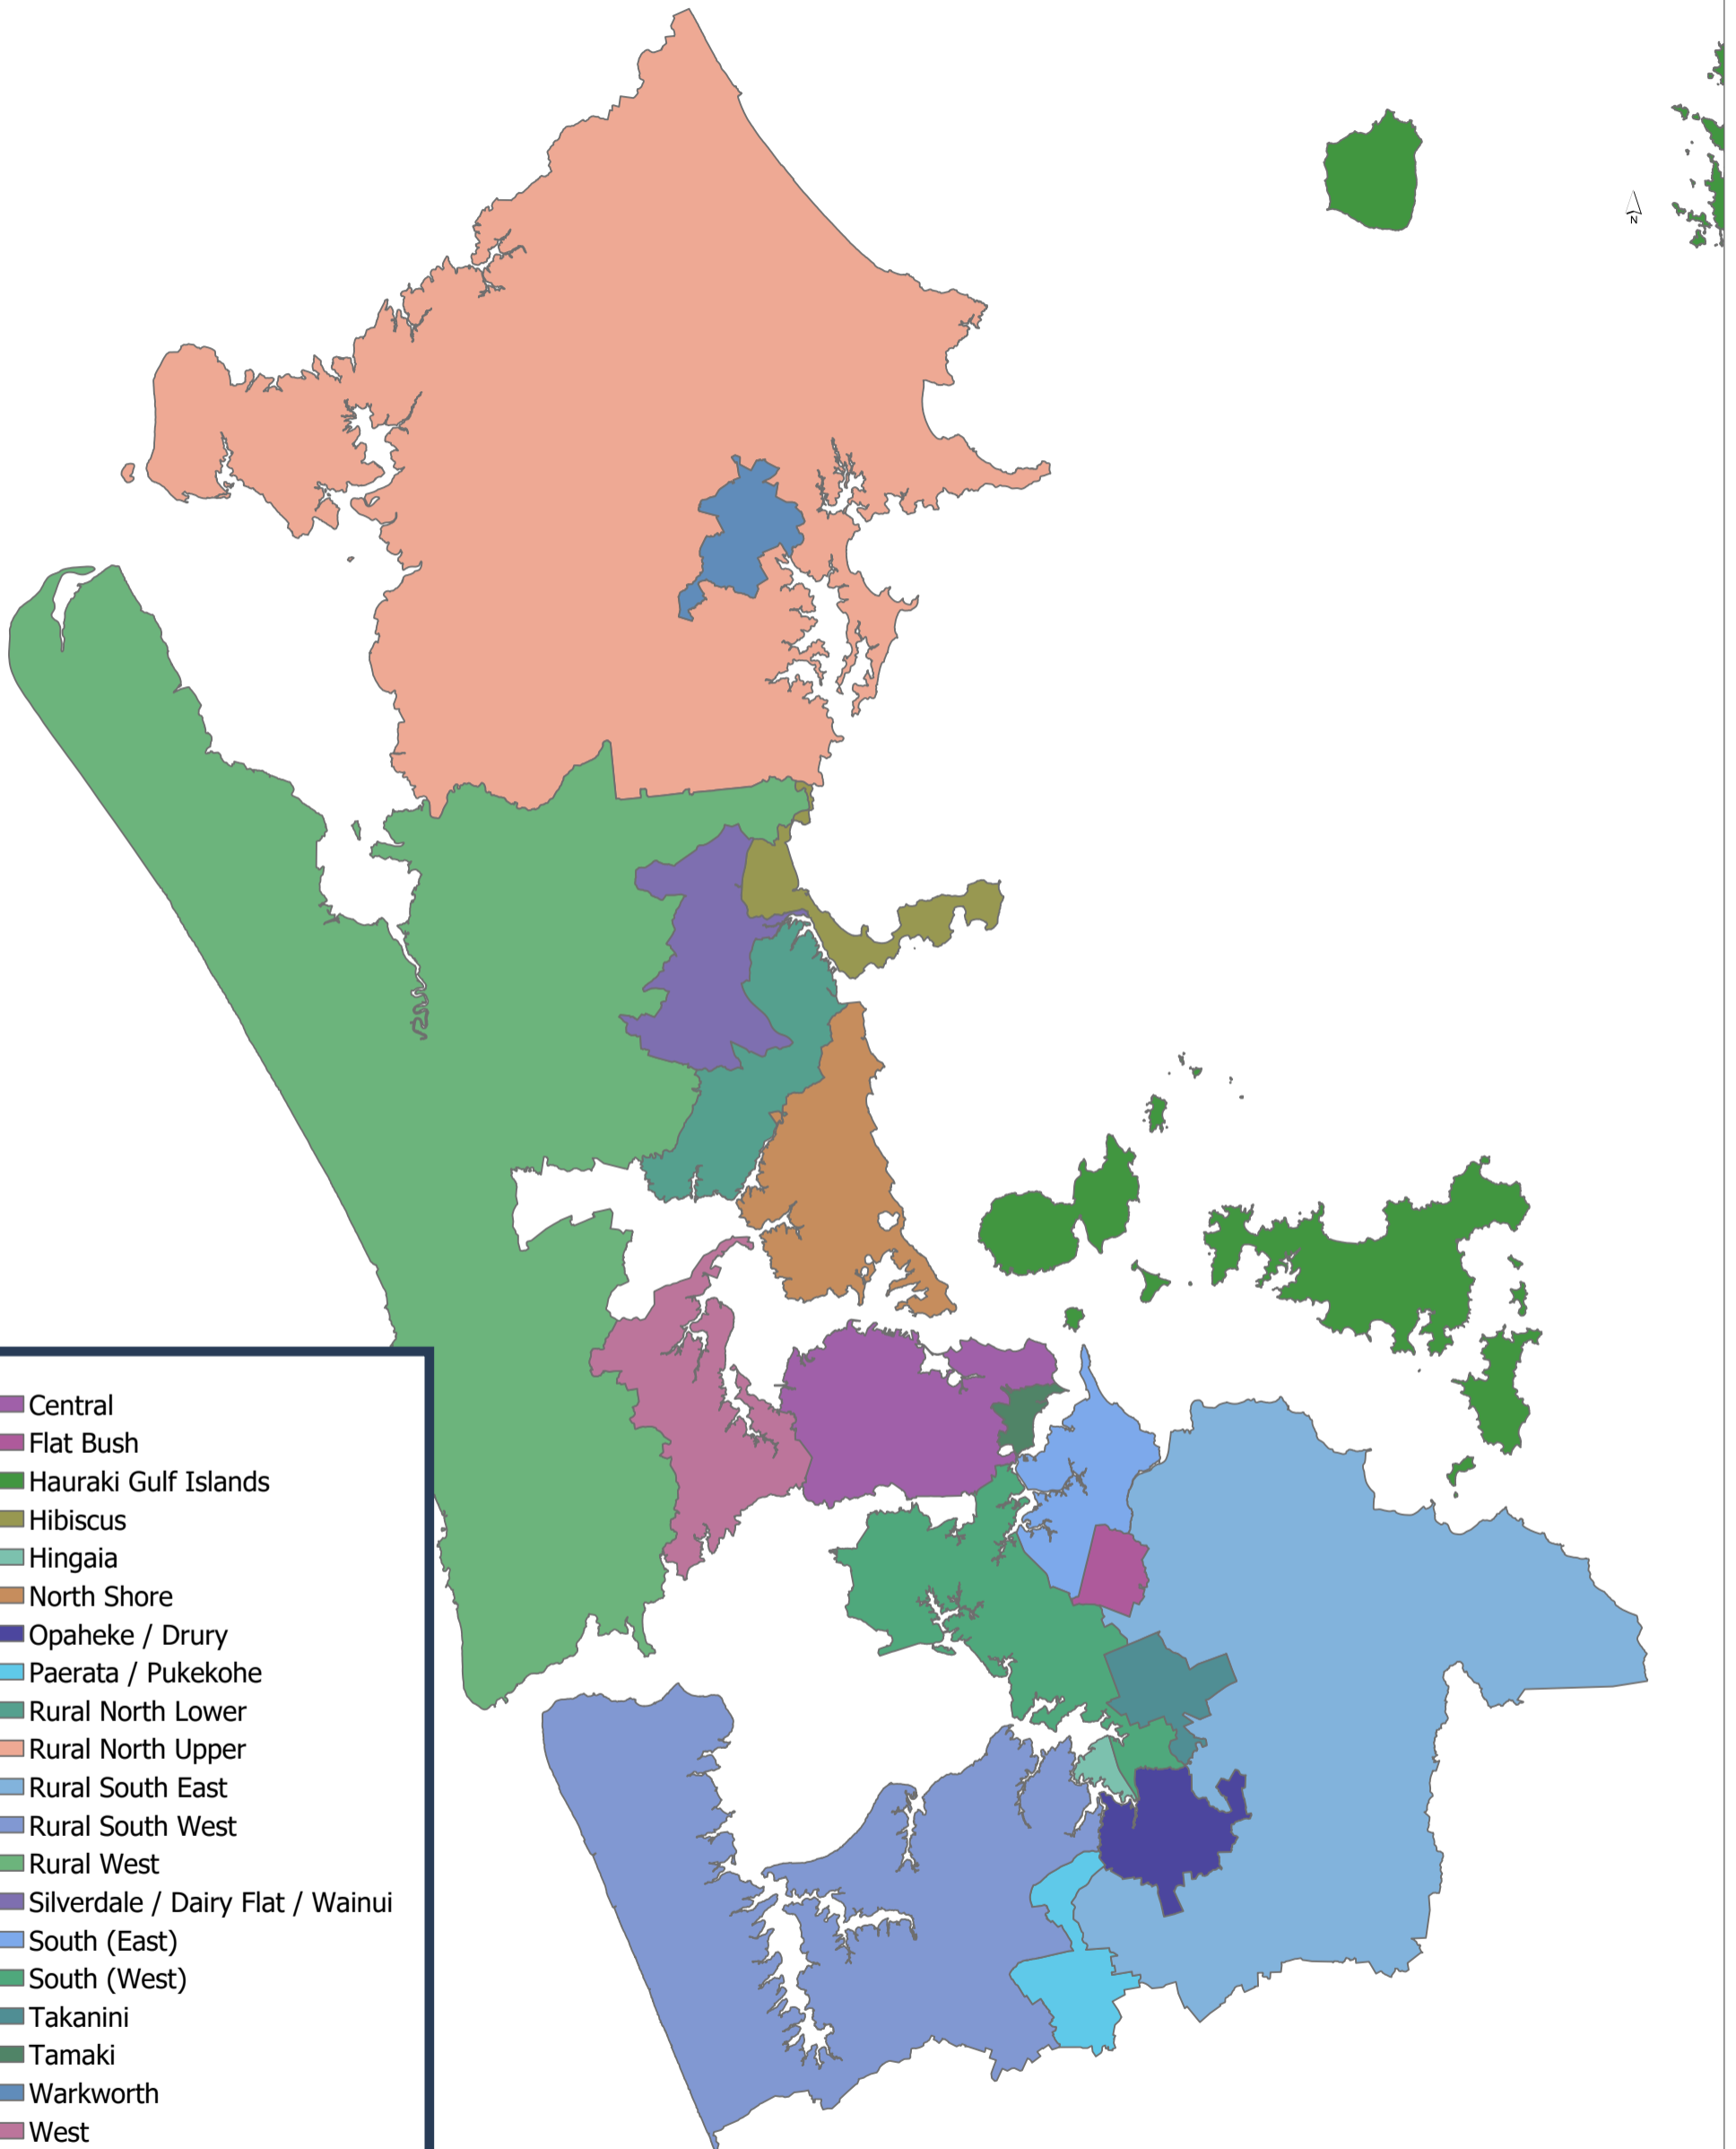 N
Central
Flat Bush
Hauraki Gulf Islands
Hibiscus
Hingaia
North Shore
Opaheke / Drury
Paerata / Pukekohe
Rural North Lower
Rural North Upper
Rural South East
Rural South West
Rural West
Silverdale / Dairy Flat / Wainui
South (East)
South (West)
Takanini
Tamaki
Warkworth
West